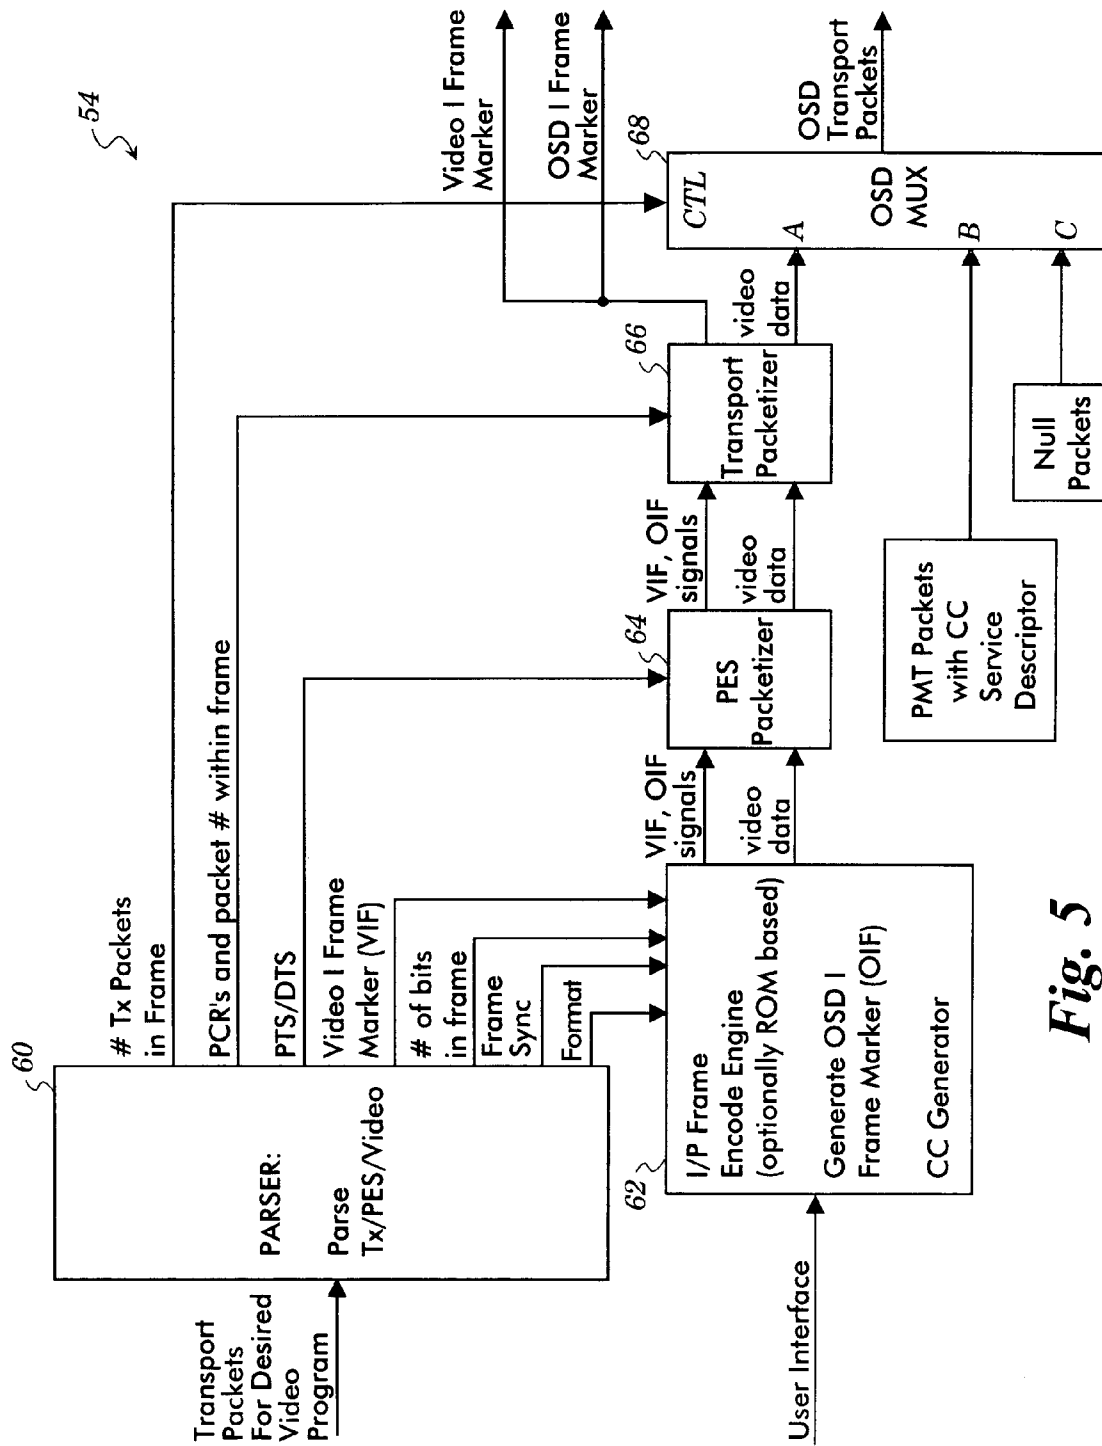 54
Transport
Packets
For Desired
Video
Program
60
PARSER:
Parse
Tx/PES/Video
# Tx Packets
in Frame
PCR's and packet # within frame
PTS/DTS
Video I Frame
Marker (VIF)
# of bits
in frame
Frame
Sync
Format
User Interface
62
I/P Frame
Encode Engine
(optionally ROM based)
Generate OSD I
Frame Marker (OIF)
CC Generator
VIF, OIF
signals
video
data
64
PES
Packetizer
VIF, OIF
signals
video
data
66
Transport
Packetizer
video
data
Video I Frame
Marker
OSD I Frame
Marker
68
CTL
A
OSD
MUX
B
C
OSD
Transport
Packets
PMT Packets
with CC
Service
Descriptor
Null
Packets
Fig. 5